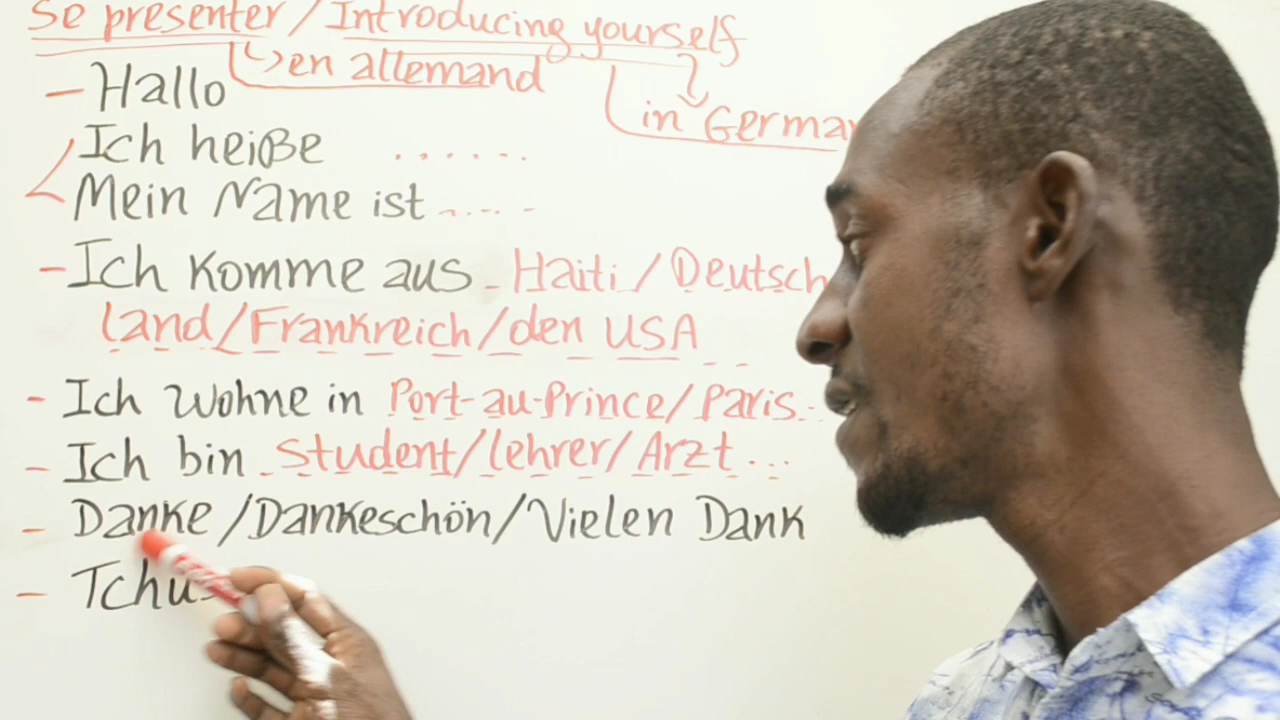 Se presenter / Introducing yourself
en allemand
in German
- Hallo
Ich heiße ......
Mein Name ist .....
- Ich komme aus Haiti / Deutsch
land/Frankreich/den USA
- Ich wohne in Port-au-Prince/Paris
- Ich bin Student/lehrer/Arzt ...
- Danke /Dankeschön/Vielen Dank
-